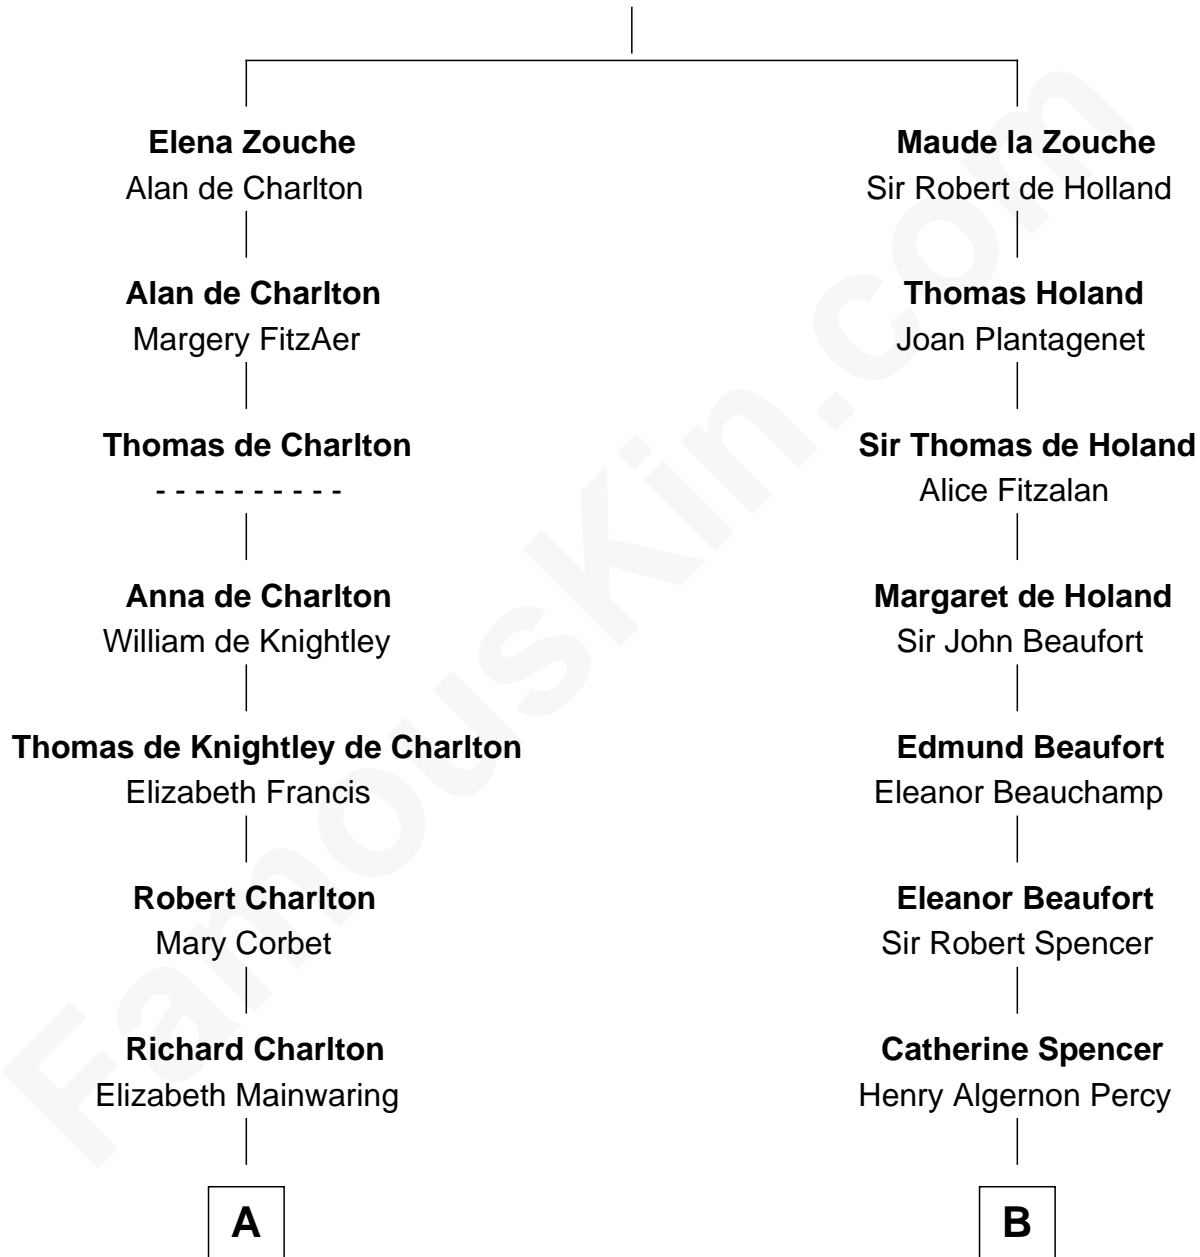 Elena Zouche
Alan de Charlton
Alan de Charlton
Margery FitzAer
Thomas de Charlton
- - - - - - - - - -
Anna de Charlton
William de Knightley
Thomas de Knightley de Charlton
Elizabeth Francis
Robert Charlton
Mary Corbet
Richard Charlton
Elizabeth Mainwaring
A
Maude la Zouche
Sir Robert de Holland
Thomas Holand
Joan Plantagenet
Sir Thomas de Holand
Alice Fitzalan
Margaret de Holand
Sir John Beaufort
Edmund Beaufort
Eleanor Beauchamp
Eleanor Beaufort
Sir Robert Spencer
Catherine Spencer
Henry Algernon Percy
B
FamousKin.com